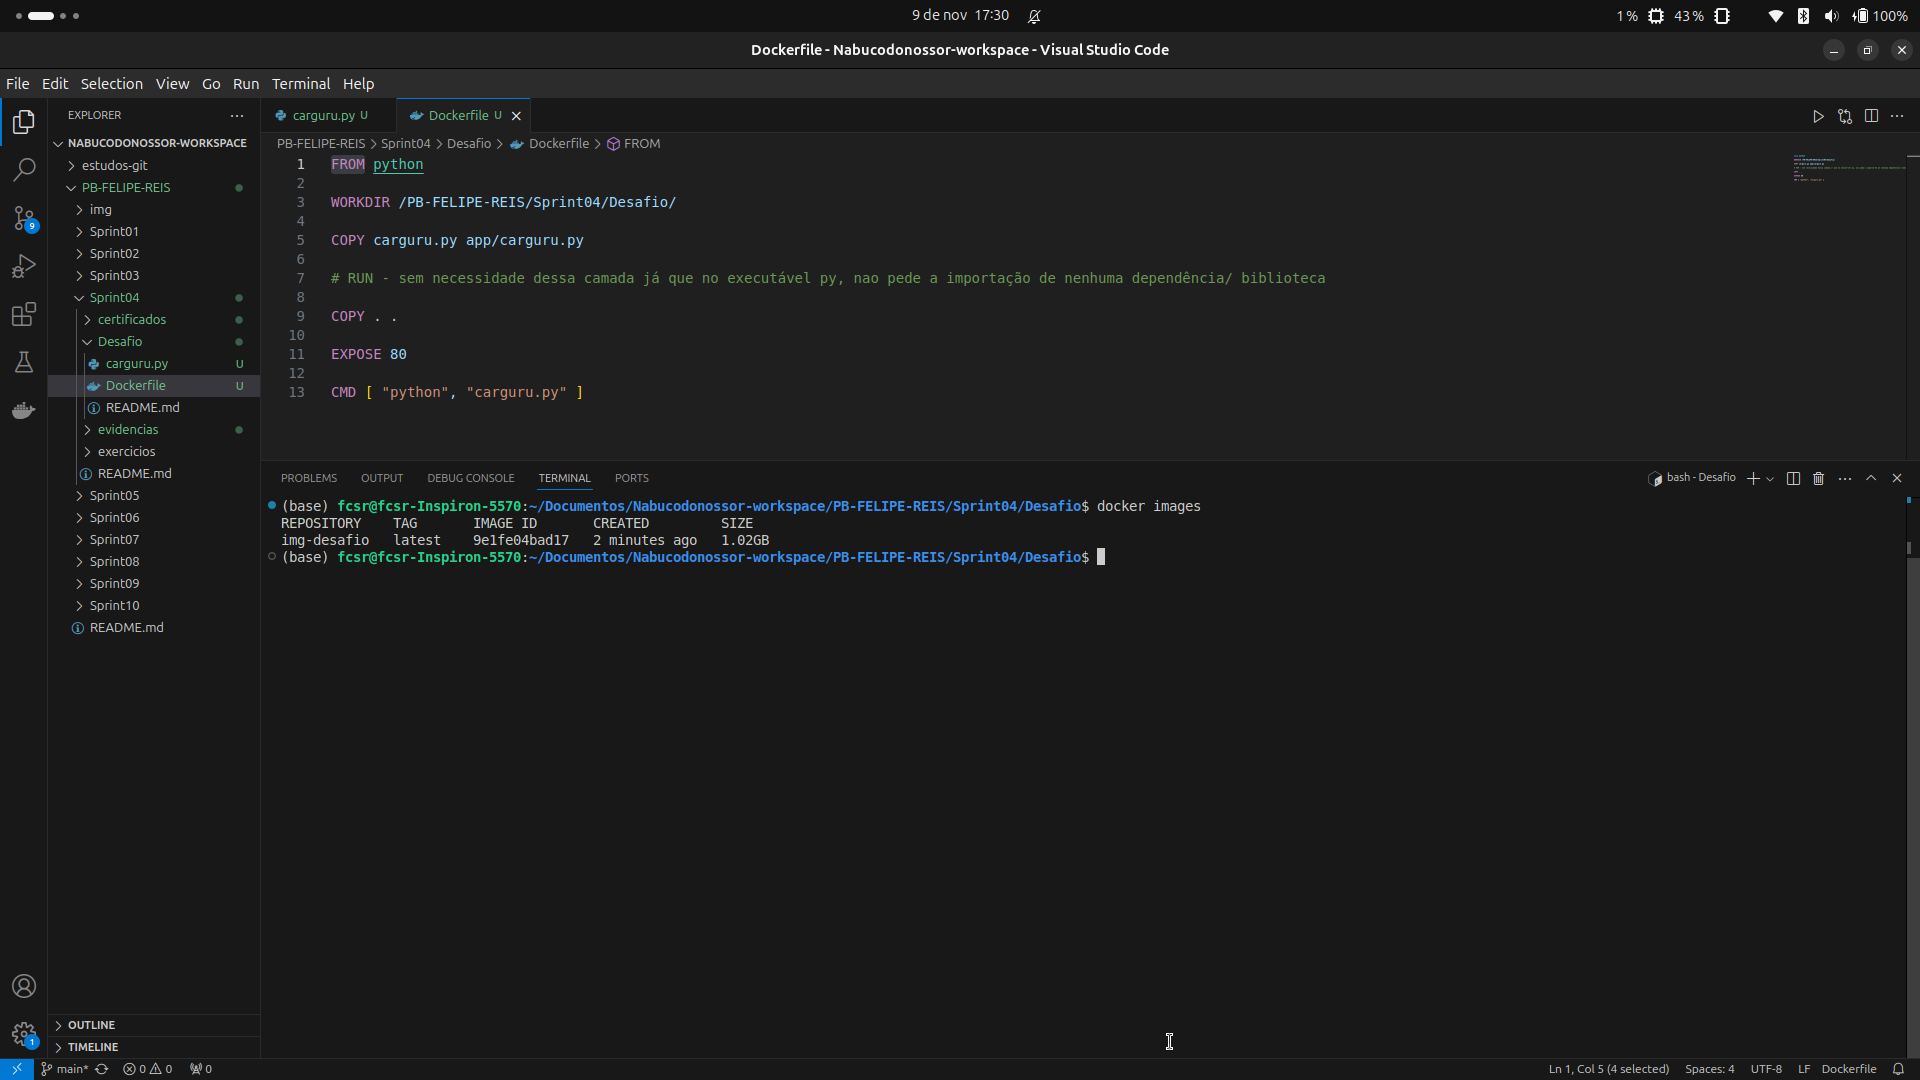 9 de nov 17:30
1 % 43 % 100%
Dockerfile - Nabucodonossor-workspace - Visual Studio Code
File Edit Selection View Go Run Terminal Help
EXPLORER
carguru.py U
Dockerfile U
NABUCODONOSSOR-WORKSPACE
estudos-git
PB-FELIPE-REIS
img
Sprint01
Sprint02
Sprint03
Sprint04
certificados
Desafio
carguru.py U
Dockerfile U
README.md
evidencias
exercicios
README.md
Sprint05
Sprint06
Sprint07
Sprint08
Sprint09
Sprint10
README.md
OUTLINE
TIMELINE
9
1
PB-FELIPE-REIS > Sprint04 > Desafio > Dockerfile > FROM
1 FROM python
2
3 WORKDIR /PB-FELIPE-REIS/Sprint04/Desafio/
4
5 COPY carguru.py app/carguru.py
6
7 # RUN - sem necessidade dessa camada já que no executável py, nao pede a importação de nenhuma dependência/ biblioteca
8
9 COPY . .
10
11 EXPOSE 80
12
13 CMD [ "python", "carguru.py" ]
PROBLEMS OUTPUT DEBUG CONSOLE TERMINAL PORTS
bash - Desafio
(base) fcsr@fcsr-Inspiron-5570:~/Documentos/Nabucodonossor-workspace/PB-FELIPE-REIS/Sprint04/Desafio$ docker images
REPOSITORY TAG IMAGE ID CREATED SIZE
img-desafio latest 9e1fe04bad17 2 minutes ago 1.02GB
(base) fcsr@fcsr-Inspiron-5570:~/Documentos/Nabucodonossor-workspace/PB-FELIPE-REIS/Sprint04/Desafio$
main* 0 0 0
Ln 1, Col 5 (4 selected) Spaces: 4 UTF-8 LF Dockerfile